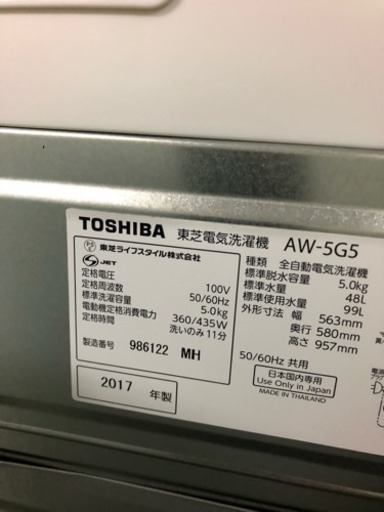 TOSHIBA 東芝電気洗濯機 AW-5G5
東芝ライフスタイル株式会社
JET
定格電圧 100V
定格周波数 50/60Hz
標準洗濯容量 5.0kg
電動機定格消費電力 360/435W
定格時間 洗いのみ 11分
製造番号 986122 MH
2017 年製
種類 全自動電気洗濯機
標準脱水容量 5.0kg
標準水量 48L
標準使用水量 99L
外形寸法 幅 563mm
奥行 580mm
高さ 957mm
50/60Hz 共用
日本国内専用
Use Only in Japan
MADE IN THAILAND